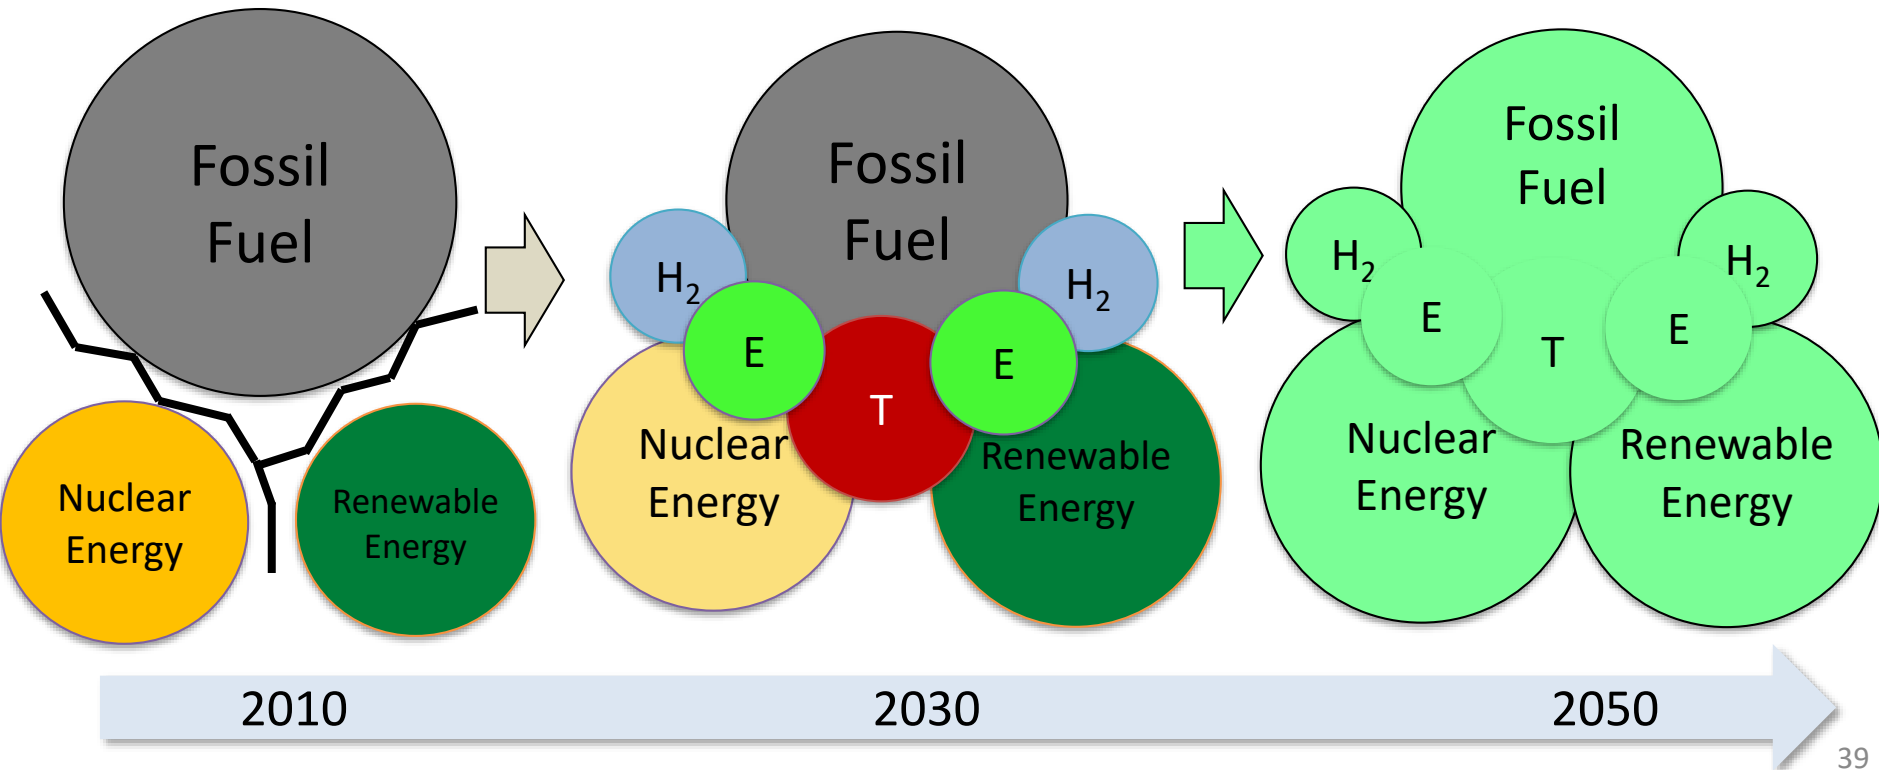 Fossil
Fuel
Nuclear
Energy
Renewable
Energy
Fossil
Fuel
H2
H2
E
E
T
Nuclear
Energy
Renewable
Energy
Fossil
Fuel
H2
H2
E
E
T
Nuclear
Energy
Renewable
Energy
2010
2030
2050
39